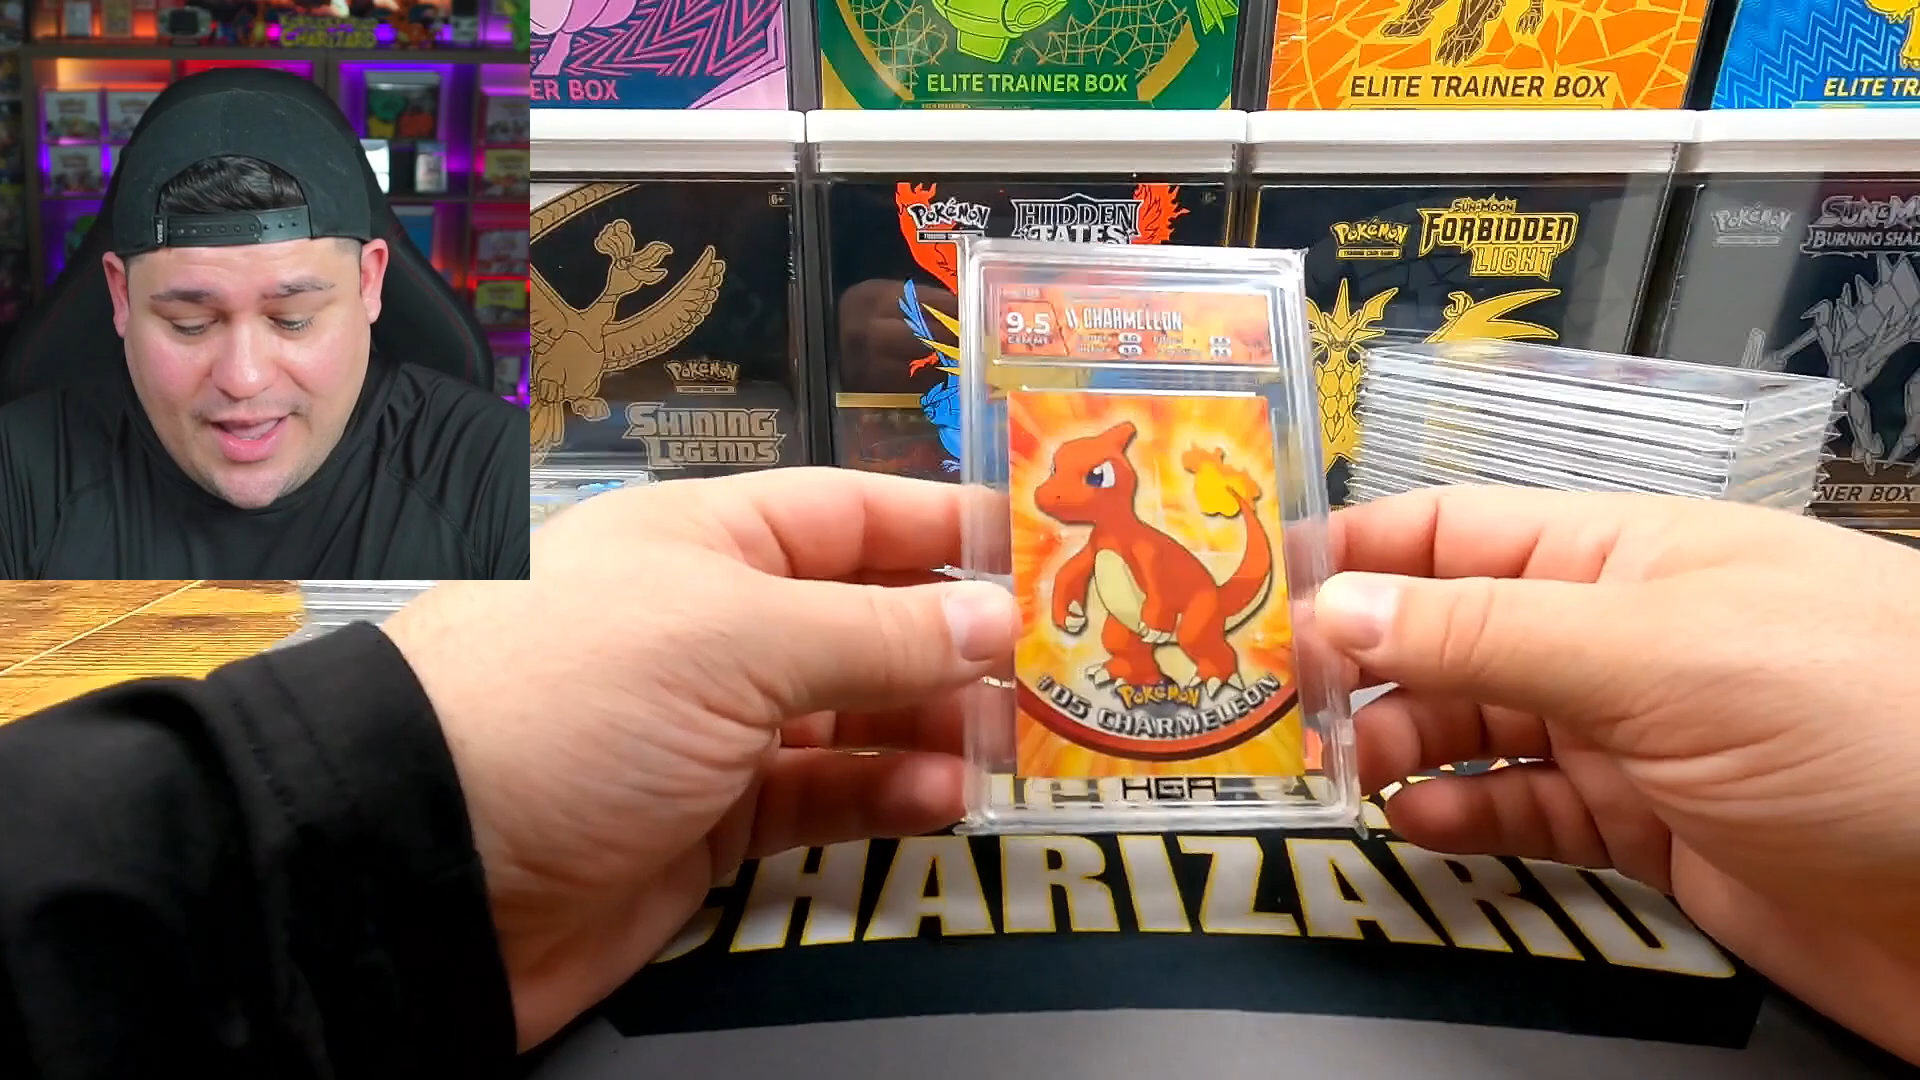 CHARIZARD
ER BOX
ELITE TRAINER BOX
ELITE TRAINER BOX
ELITE TR
POKéMON
SHINING
LEGENDS
POKéMON
HIDDEN
FATES
POKéMON
SUN & MOON
FORBIDDEN
LIGHT
POKéMON
SUN & M
BURNING SHAD
NER BOX
9.5
CHARMELEON
POKéMON
#05 CHARMELEON
HGA
CHARIZARD